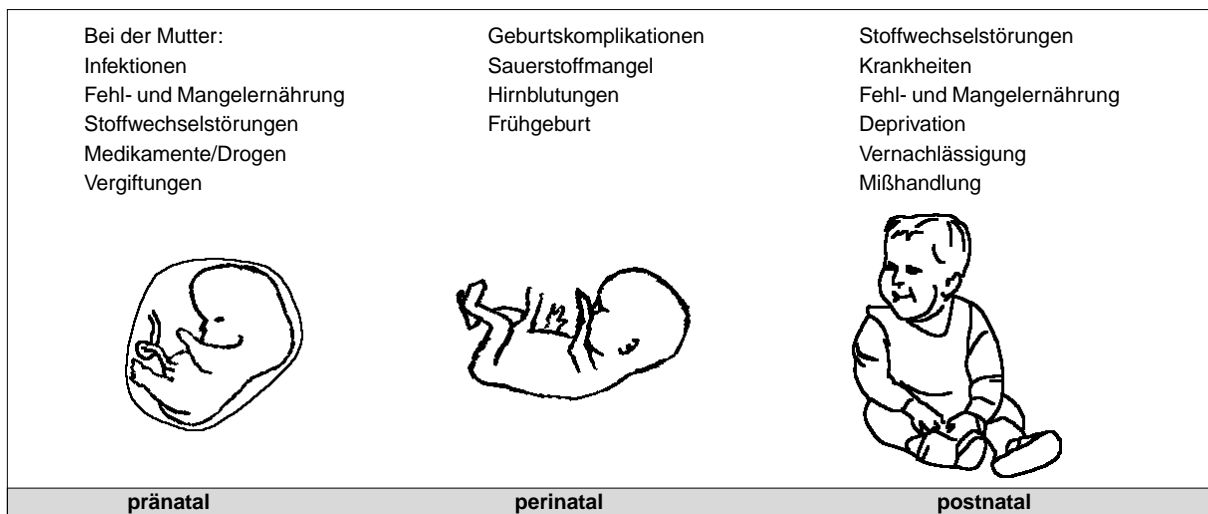 Bei der Mutter:
Infektionen
Fehl- und Mangelernährung
Stoffwechselstörungen
Medikamente/Drogen
Vergiftungen
Geburtskomplikationen
Sauerstoffmangel
Hirnblutungen
Frühgeburt
Stoffwechselstörungen
Krankheiten
Fehl- und Mangelernährung
Deprivation
Vernachlässigung
Mißhandlung
pränatal
perinatal
postnatal